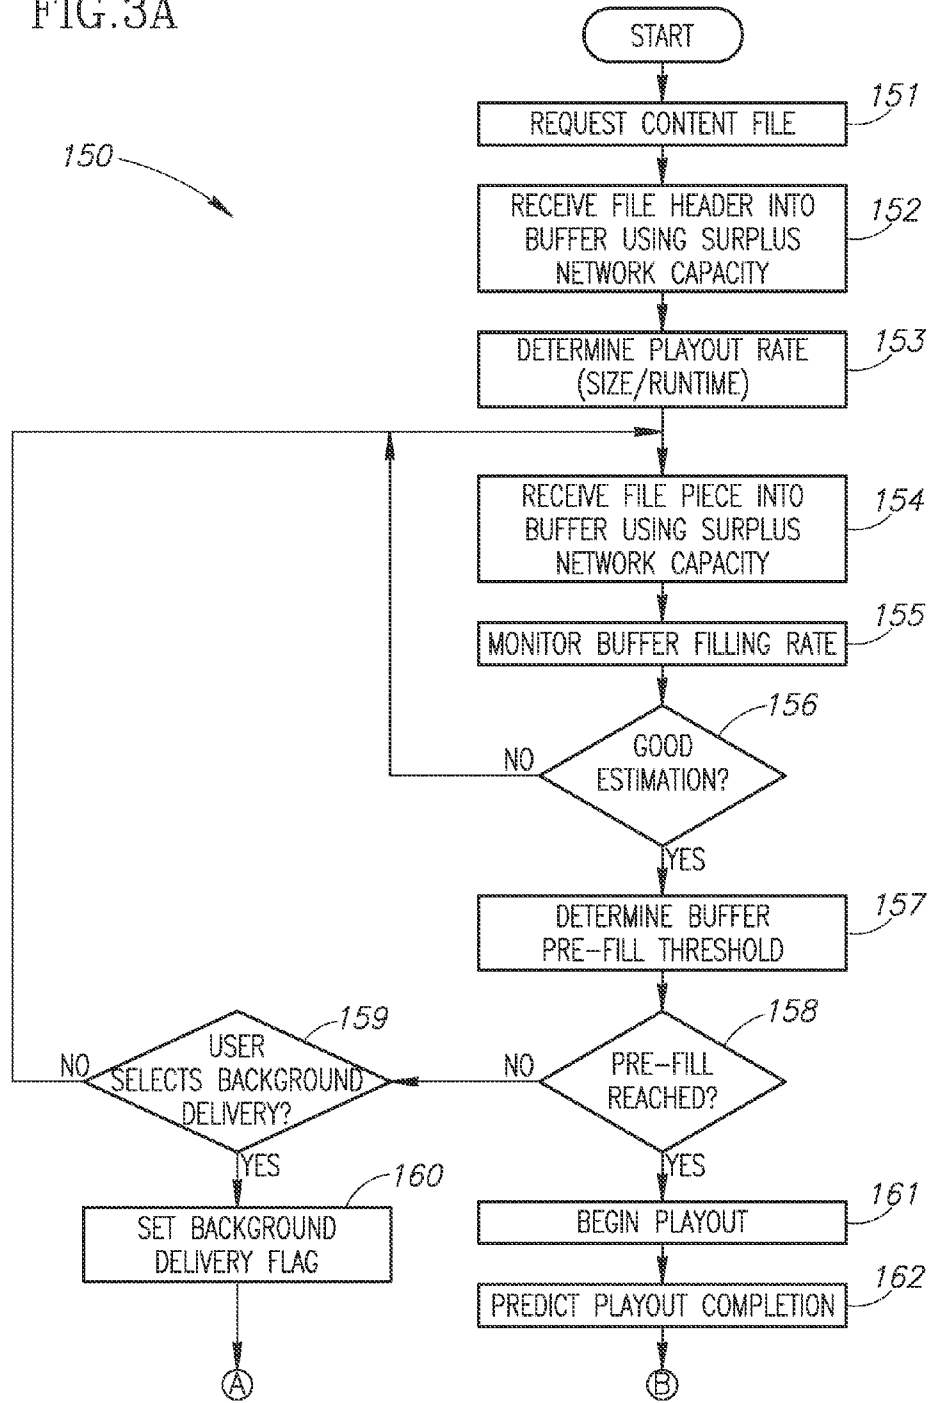 FIG.3A
START
151
REQUEST CONTENT FILE
150
152
RECEIVE FILE HEADER INTO
BUFFER USING SURPLUS
NETWORK CAPACITY
153
DETERMINE PLAYOUT RATE
(SIZE/RUNTIME)
154
RECEIVE FILE PIECE INTO
BUFFER USING SURPLUS
NETWORK CAPACITY
155
MONITOR BUFFER FILLING RATE
156
GOOD
ESTIMATION?
NO
YES
157
DETERMINE BUFFER
PRE-FILL THRESHOLD
158
PRE-FILL
REACHED?
NO
YES
159
USER
SELECTS BACKGROUND
DELIVERY?
NO
YES
160
SET BACKGROUND
DELIVERY FLAG
161
BEGIN PLAYOUT
162
PREDICT PLAYOUT COMPLETION
A
B